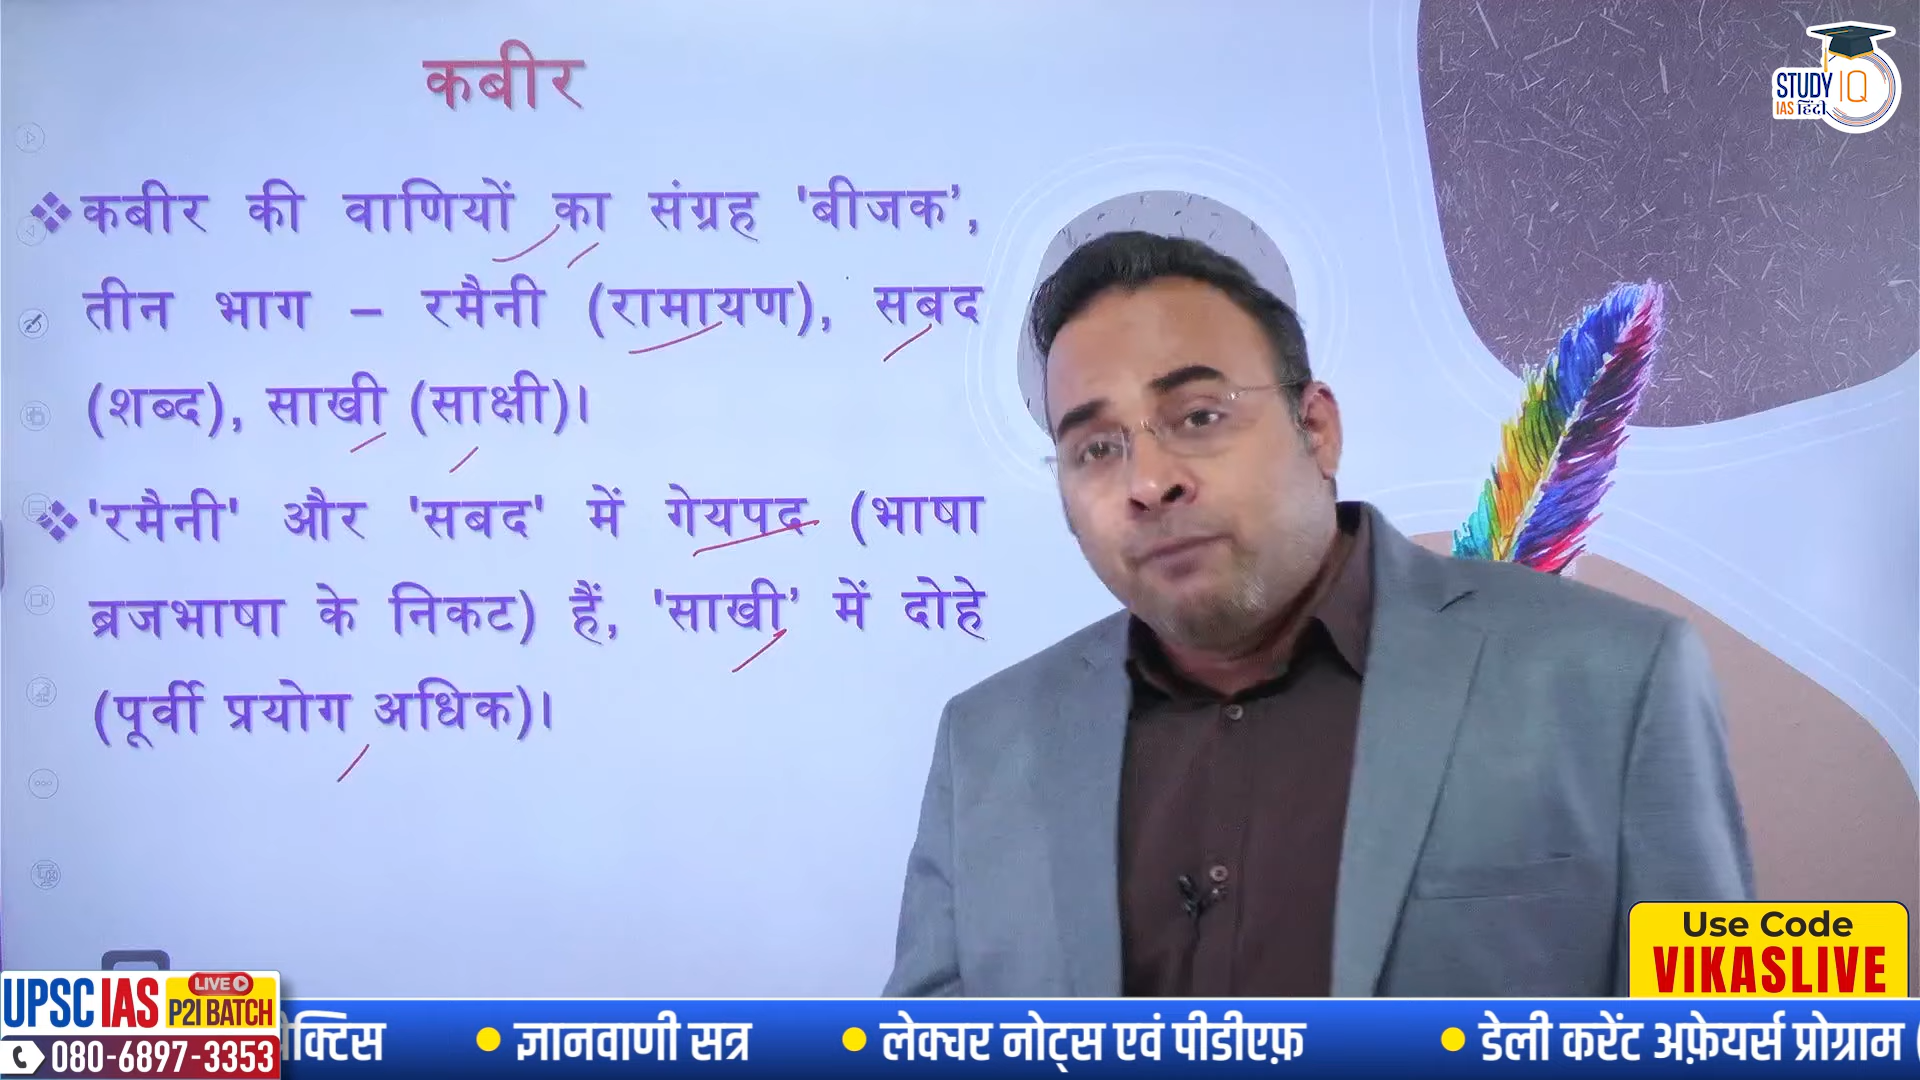 कबीर
कबीर की वाणियों का संग्रह 'बीजक’,
तीन भाग – रमैनी (रामायण), सबद
(शब्द), साखी (साक्षी)।
'रमैनी' और 'सबद' में गेयपद (भाषा
ब्रजभाषा के निकट) हैं, 'साखी’ में दोहे
(पूर्वी प्रयोग अधिक)।
STUDY IQ
IAS हिंदी
Use Code
VIKASLIVE
LIVE
UPSC IAS P2I BATCH
080-6897-3353
ज्ञानवाणी सत्र
लेक्चर नोट्स एवं पीडीएफ़
डेली करेंट अफ़ेयर्स प्रोग्राम